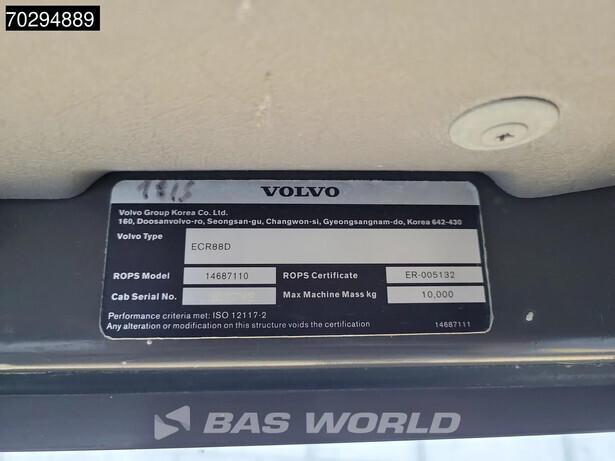 70294889
VOLVO
Volvo Group Korea Co. Ltd.
160, Doosanvolvo-ro, Seongsan-gu, Changwon-si, Gyeongsangnam-do, Korea 642-430
Volvo Type ECR88D
ROPS Model 14687110 ROPS Certificate ER-005132
Cab Serial No. Max Machine Mass kg 10,000
Performance criteria met: ISO 12117-2
Any alteration or modification on this structure voids the certification 14687111
BAS WORLD